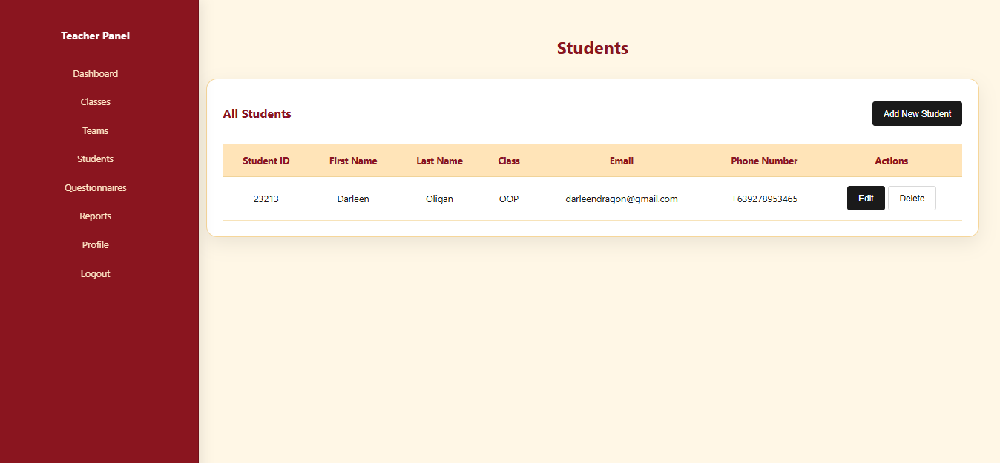 Teacher Panel
Dashboard
Classes
Teams
Students
Questionnaires
Reports
Profile
Logout
Students
All Students
Add New Student
Student ID First Name Last Name Class Email Phone Number Actions
23213 Darleen Oligan OOP darleendragon@gmail.com +639278953465 Edit Delete